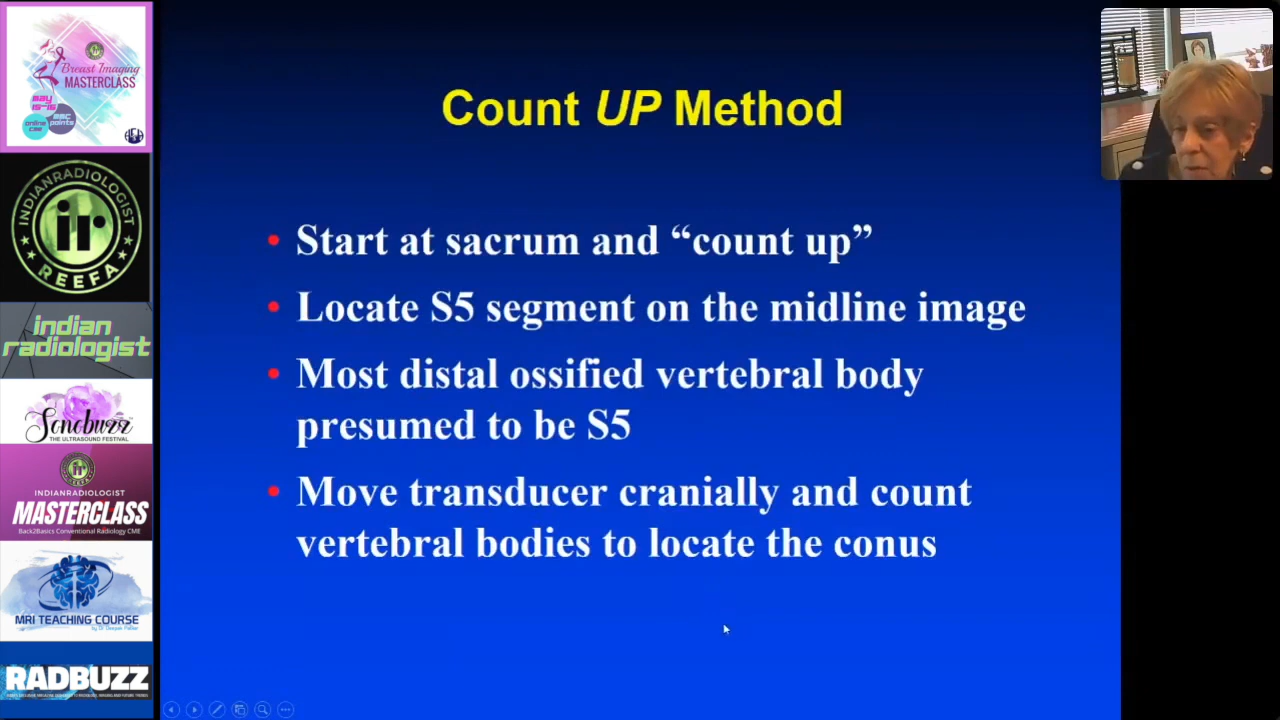 Breast Imaging
MASTERCLASS
may
15-16
online
cme
mmc
points
INDIANRADIOLOGIST
ir
REEFA
indian
radiologist
Sonobuzz
THE ULTRASOUND FESTIVAL
INDIANRADIOLOGIST
MASTERCLASS
Back2Basics Conventional Radiology CME
MRI TEACHING COURSE
RADBUZZ
Count UP Method
• Start at sacrum and “count up”
• Locate S5 segment on the midline image
• Most distal ossified vertebral body
presumed to be S5
• Move transducer cranially and count
vertebral bodies to locate the conus